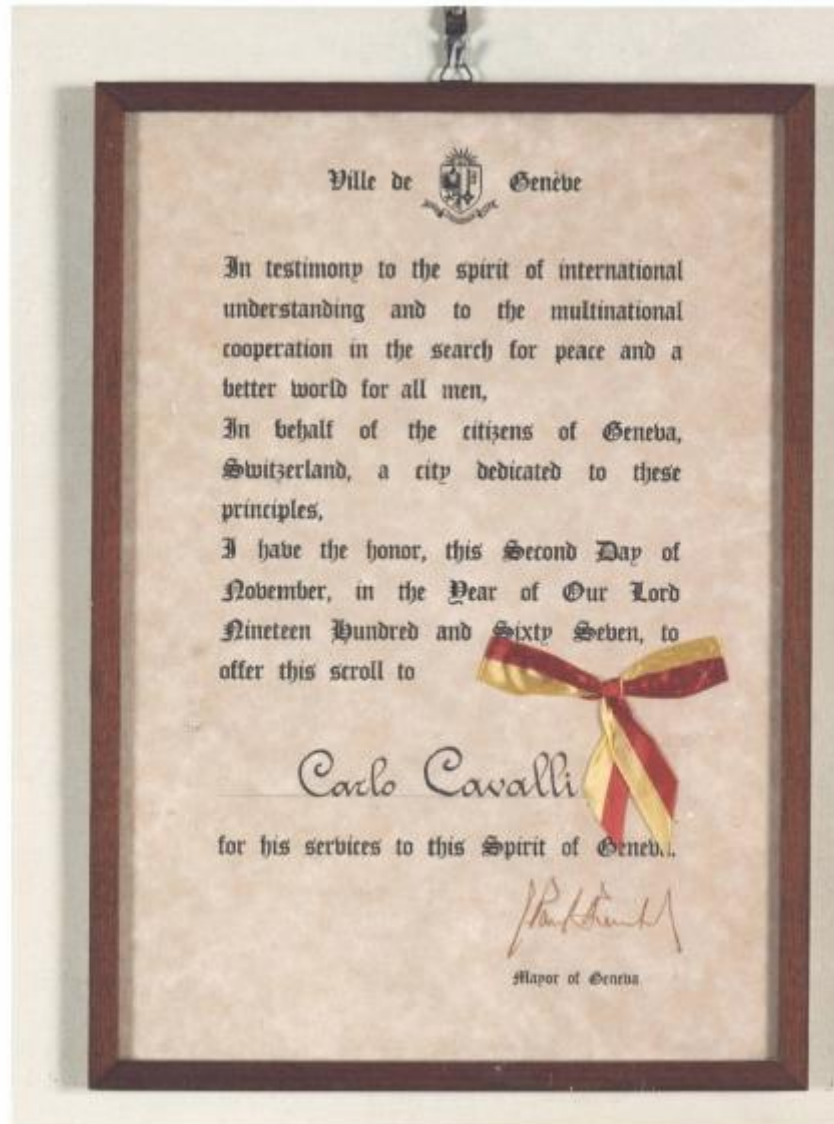 Ville de Genève
In testimony to the spirit of international
understanding and to the multinational
cooperation in the search for peace and a
better world for all men,
In behalf of the citizens of Geneva,
Switzerland, a city dedicated to these
principles,
I have the honor, this Second Day of
November, in the Year of Our Lord
Nineteen Hundred and Sixty Seven, to
offer this scroll to
Carlo Cavalli
for his services to this Spirit of Geneva.
Mayor of Geneva